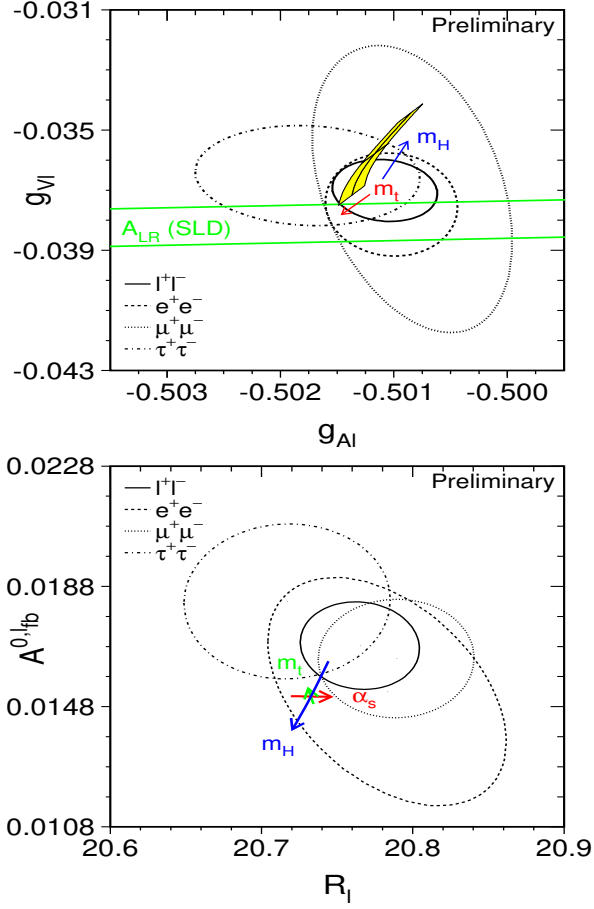 -0.031
Preliminary
-0.035
m_H
g_Vl
m_t
A_LR (SLD)
-0.039
l⁺l⁻
e⁺e⁻
μ⁺μ⁻
τ⁺τ⁻
-0.043
-0.503 -0.502 -0.501 -0.500
g_Al
0.0228
Preliminary
l⁺l⁻
e⁺e⁻
μ⁺μ⁻
τ⁺τ⁻
0.0188
A^0,l_fb
m_t
α_s
0.0148
m_H
0.0108
20.6 20.7 20.8 20.9
R_l